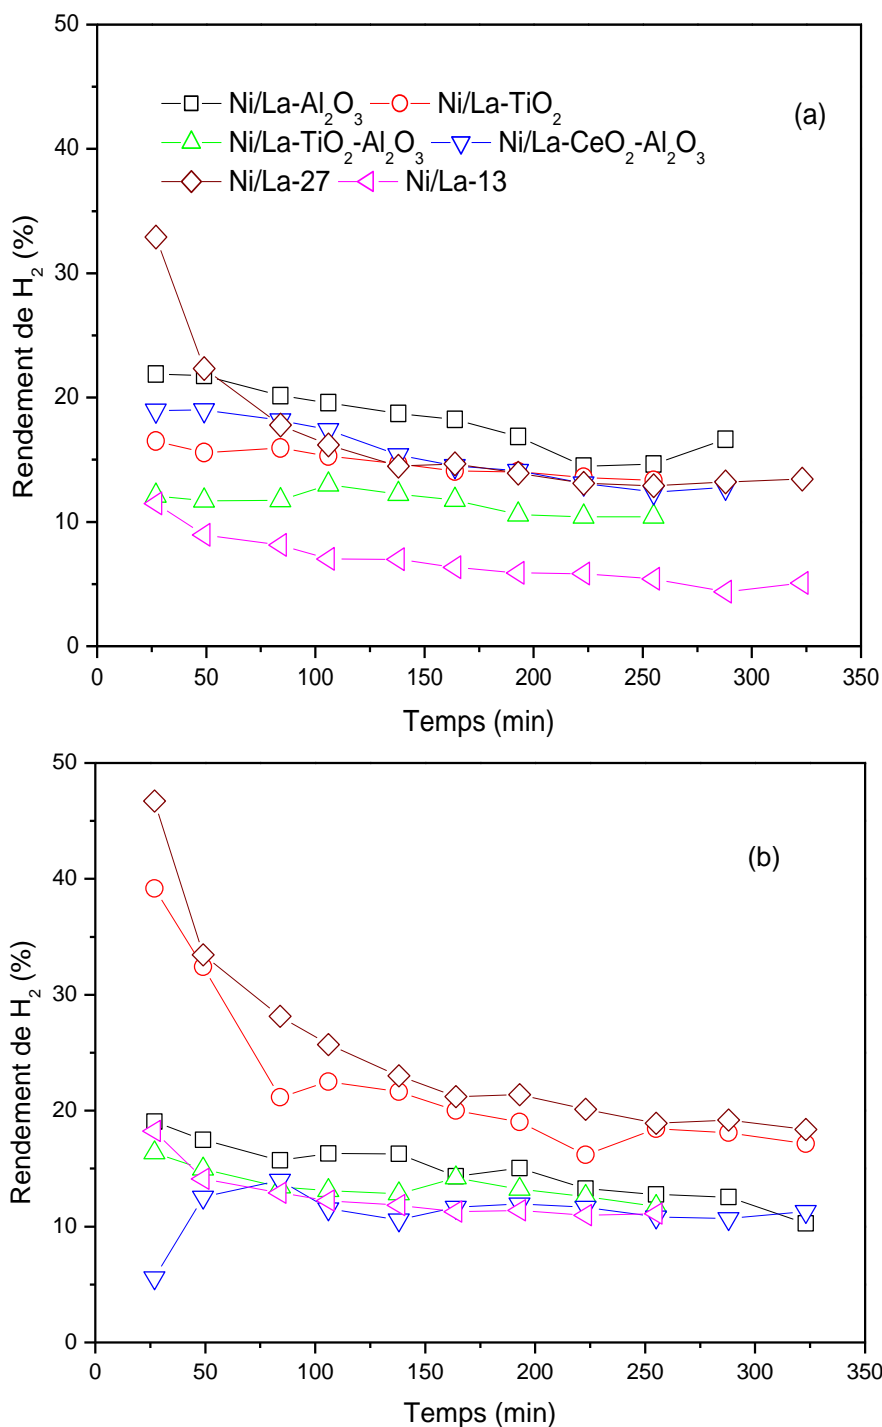 50
40
30
20
10
0
Rendement de H₂ (%)
Ni/La-Al₂O₃ Ni/La-TiO₂
(a)
Ni/La-TiO₂-Al₂O₃ Ni/La-CeO₂-Al₂O₃
Ni/La-27 Ni/La-13
0 50 100 150 200 250 300 350
Temps (min)
50
40
30
20
10
0
Rendement de H₂ (%)
(b)
0 50 100 150 200 250 300 350
Temps (min)